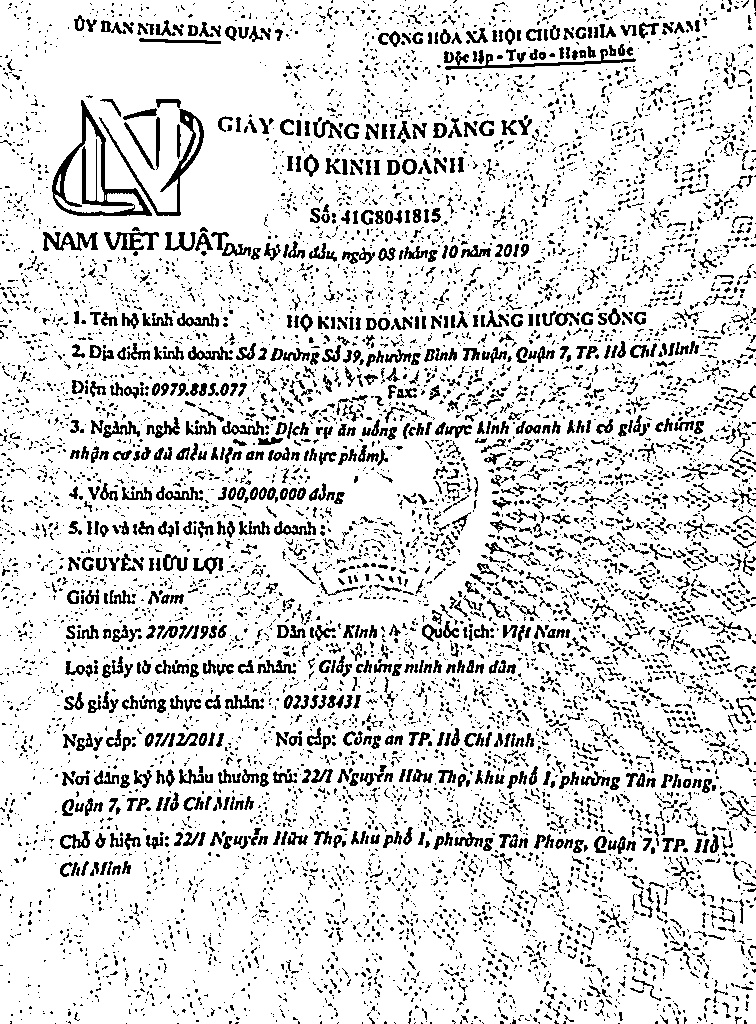 ỦY BAN NHÂN DÂN QUẬN 7
CỘNG HÒA XÃ HỘI CHỦ NGHĨA VIỆT NAM
Độc lập - Tự do - Hạnh phúc
GIẤY CHỨNG NHẬN ĐĂNG KÝ
HỘ KINH DOANH
Số: 41G8041815
NAM VIỆT LUẬT
Đăng ký lần đầu, ngày 08 tháng 10 năm 2019
1. Tên hộ kinh doanh : HỘ KINH DOANH NHÀ HÀNG HƯƠNG SÔNG
2. Địa điểm kinh doanh: Số 2 Đường Số 39, phường Bình Thuận, Quận 7, TP. Hồ Chí Minh
Điện thoại: 0979.885.077 Fax:
3. Ngành, nghề kinh doanh: Dịch vụ ăn uống (chỉ được kinh doanh khi có giấy chứng
nhận cơ sở đủ điều kiện an toàn thực phẩm).
4. Vốn kinh doanh: 300,000,000 đồng
5. Họ và tên đại diện hộ kinh doanh :
NGUYỄN HỮU LỢI
VIỆT NAM
Giới tính: Nam
Sinh ngày: 27/07/1986 Dân tộc: Kinh Quốc tịch: Việt Nam
Loại giấy tờ chứng thực cá nhân: Giấy chứng minh nhân dân
Số giấy chứng thực cá nhân: 023538431
Ngày cấp: 07/12/2011 Nơi cấp: Công an TP. Hồ Chí Minh
Nơi đăng ký hộ khẩu thường trú: 22/1 Nguyễn Hữu Thọ, khu phố 1, phường Tân Phong,
Quận 7, TP. Hồ Chí Minh
Chỗ ở hiện tại: 22/1 Nguyễn Hữu Thọ, khu phố 1, phường Tân Phong, Quận 7, TP. Hồ
Chí Minh